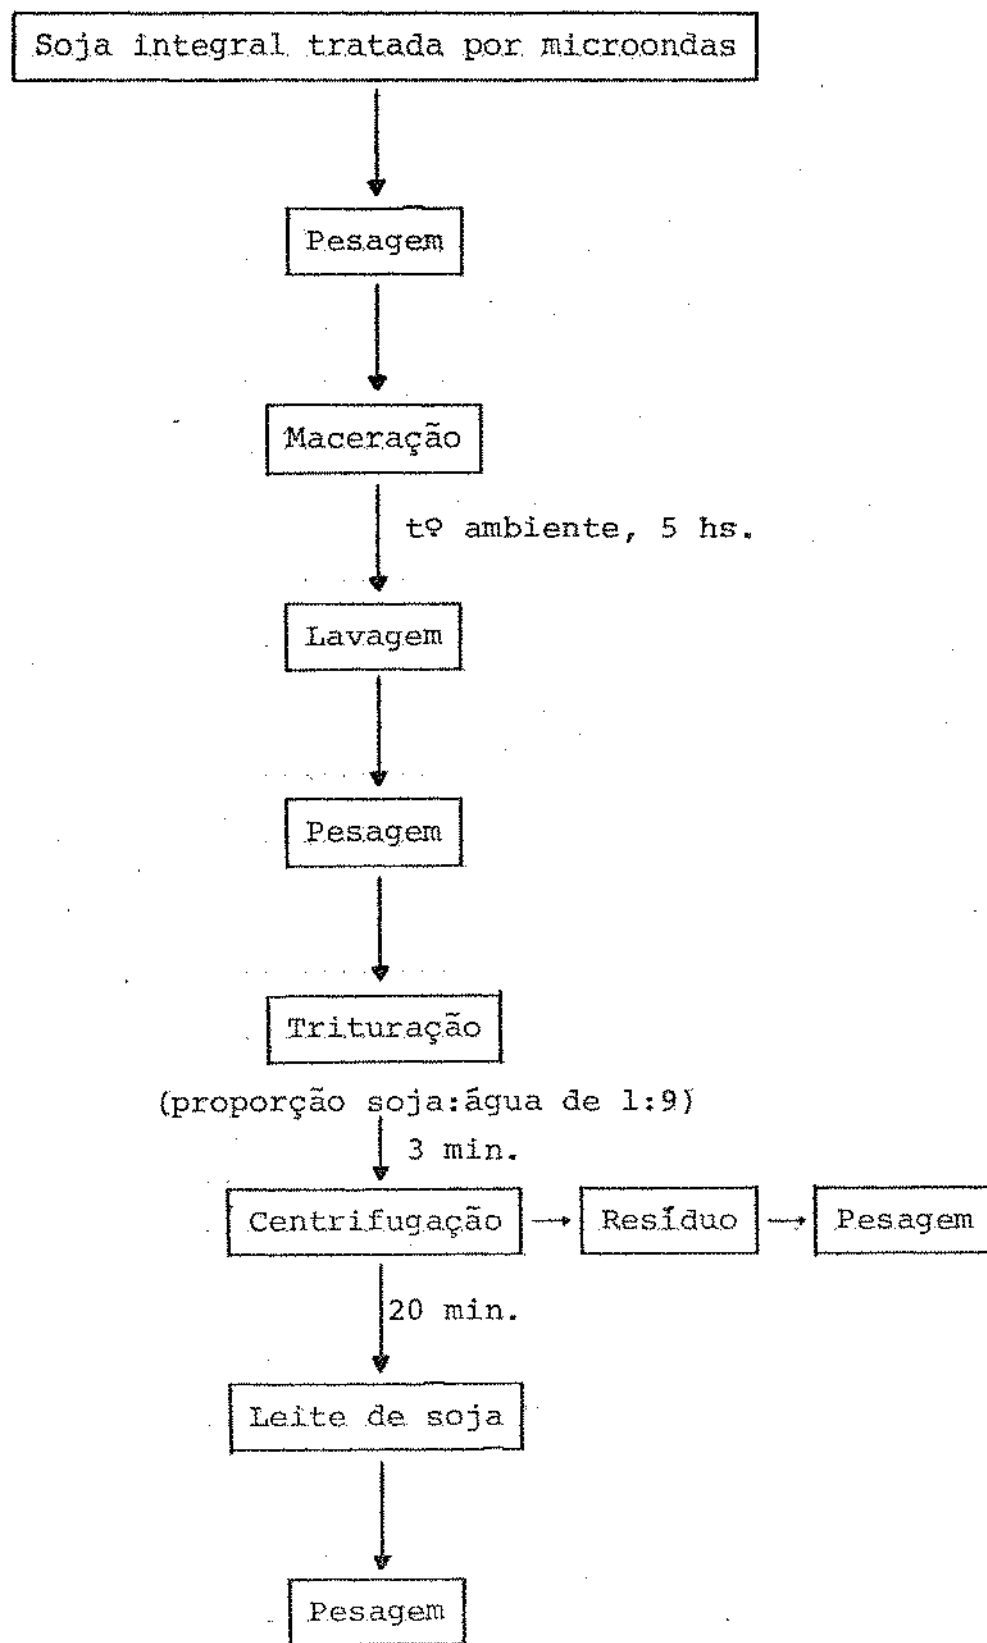 Soja integral tratada por microondas
Pesagem
Maceração
tº ambiente, 5 hs.
Lavagem
Pesagem
Trituração
(proporção soja:água de 1:9)
3 min.
Centrifugação Resíduo Pesagem
20 min.
Leite de soja
Pesagem